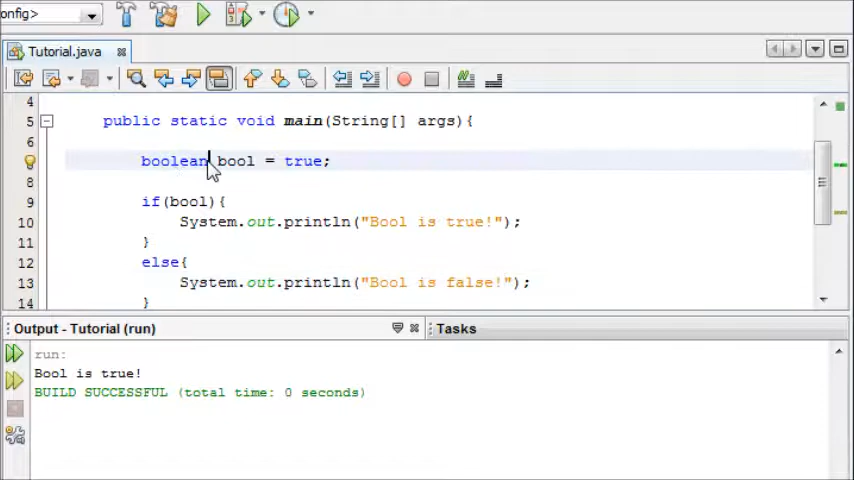 onfig>
Tutorial.java
4
5 public static void main(String[] args){
6
boolean bool = true;
8
9 if(bool){
10 System.out.println("Bool is true!");
11 }
12 else{
13 System.out.println("Bool is false!");
14 }
Output - Tutorial (run)
Tasks
run:
Bool is true!
BUILD SUCCESSFUL (total time: 0 seconds)